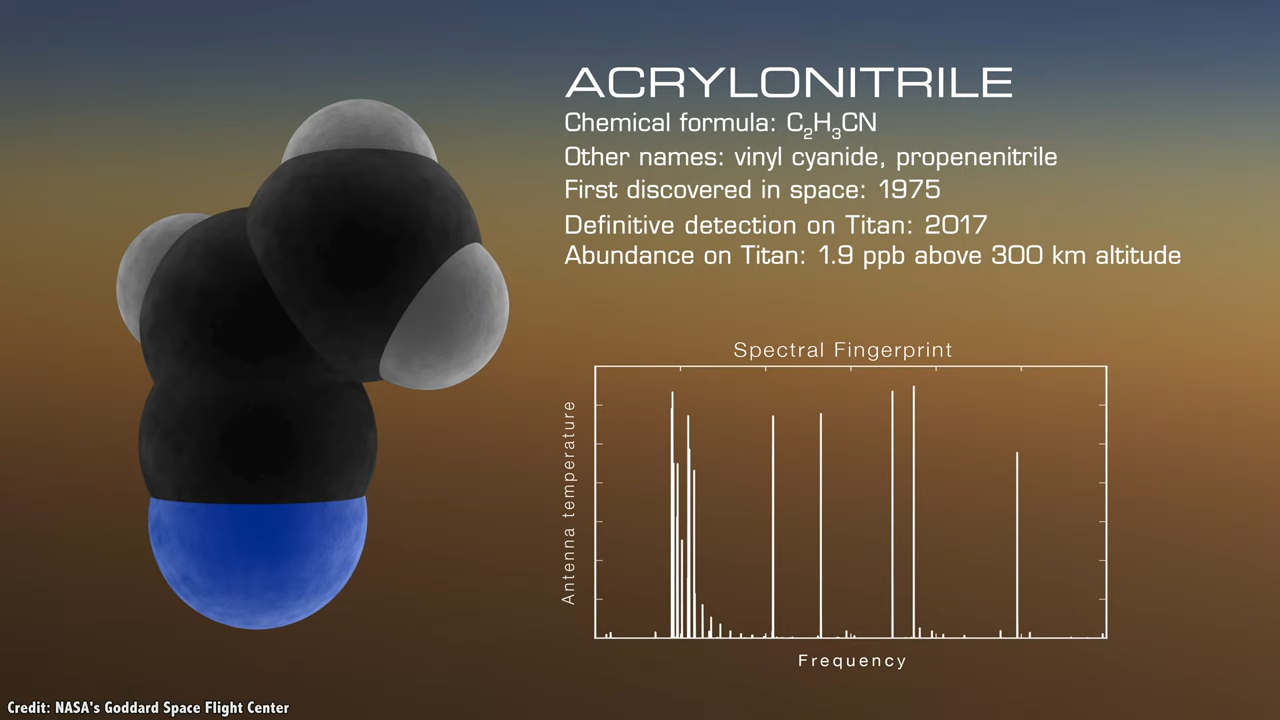 ACRYLONITRILE
Chemical formula: C₂H₃CN
Other names: vinyl cyanide, propenenitrile
First discovered in space: 1975
Definitive detection on Titan: 2017
Abundance on Titan: 1.9 ppb above 300 km altitude
Spectral Fingerprint
Antenna temperature
Frequency
Credit: NASA's Goddard Space Flight Center